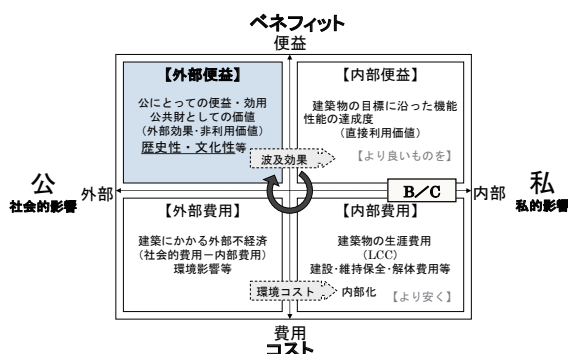 ベネフィット
便益
【外部便益】
公にとっての便益・効用
公共財としての価値
(外部効果・非利用価値)
歴史性・文化性等
【内部便益】
建築物の目標に沿った機能
性能の達成度
(直接利用価値)
波及効果
【より良いものを】
公
社会的影響
外部
B/C
内部
私
私的影響
【外部費用】
建築にかかる外部不経済
(社会的費用－内部費用)
環境影響等
【内部費用】
建築物の生涯費用
(LCC)
建設・維持保全・解体費用等
環境コスト
内部化
【より安く】
費用
コスト